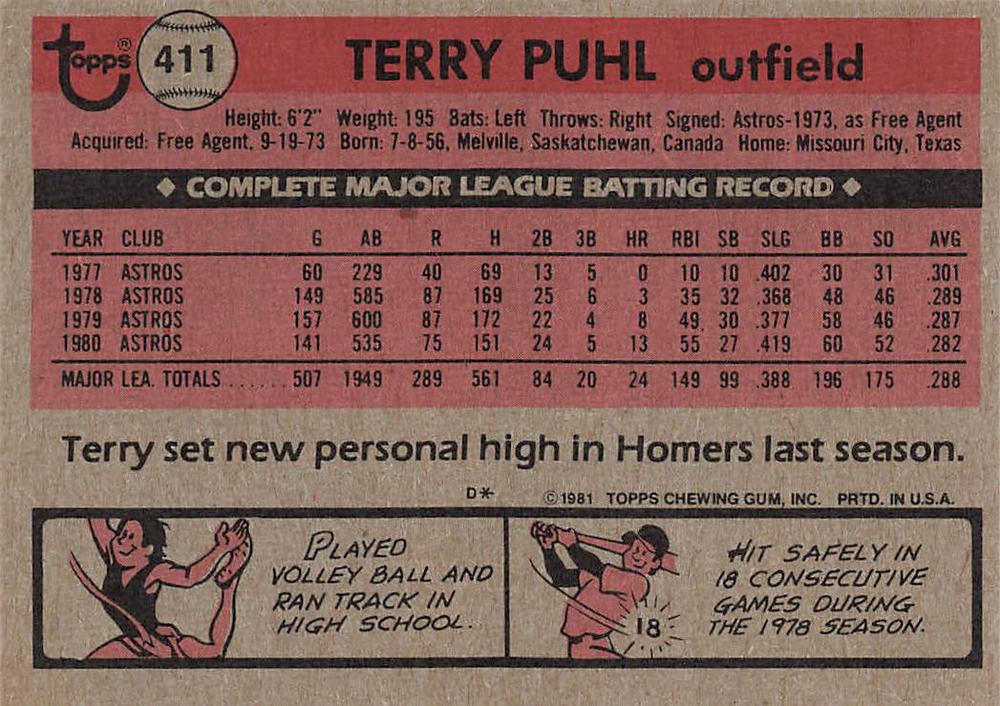 topps® 411 TERRY PUHL outfield
Height: 6'2" Weight: 195 Bats: Left Throws: Right Signed: Astros-1973, as Free Agent
Acquired: Free Agent, 9-19-73 Born: 7-8-56, Melville, Saskatchewan, Canada Home: Missouri City, Texas
◆ COMPLETE MAJOR LEAGUE BATTING RECORD ◆
YEAR CLUB G AB R H 2B 3B HR RBI SB SLG BB SO AVG
1977 ASTROS 60 229 40 69 13 5 0 10 10 .402 30 31 .301
1978 ASTROS 149 585 87 169 25 6 3 35 32 .368 48 46 .289
1979 ASTROS 157 600 87 172 22 4 8 49 30 .377 58 46 .287
1980 ASTROS 141 535 75 151 24 5 13 55 27 .419 60 52 .282
MAJOR LEA. TOTALS ...... 507 1949 289 561 84 20 24 149 99 .388 196 175 .288
Terry set new personal high in Homers last season.
D* © 1981 TOPPS CHEWING GUM, INC. PRTD. IN U.S.A.
PLAYED
VOLLEY BALL AND
RAN TRACK IN
HIGH SCHOOL.
18
HIT SAFELY IN
18 CONSECUTIVE
GAMES DURING
THE 1978 SEASON.